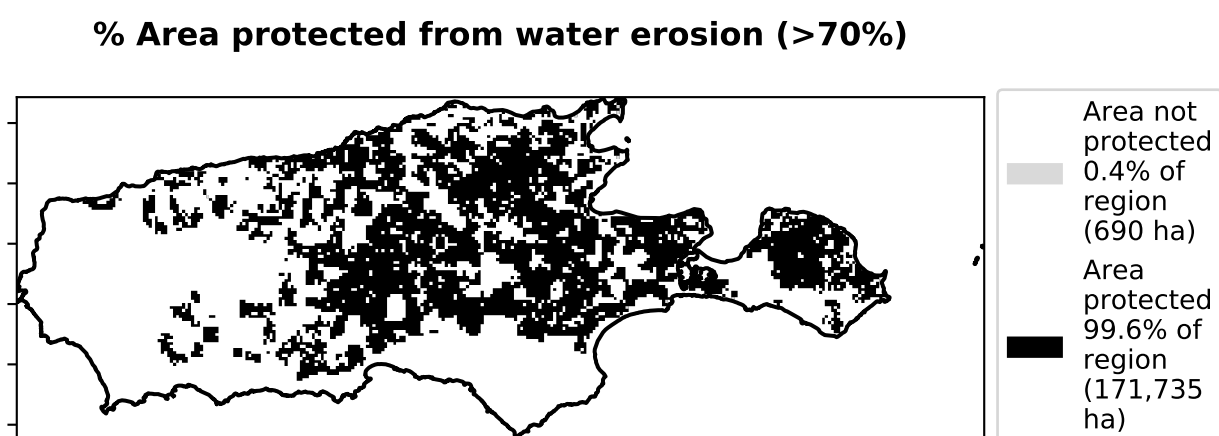 % Area protected from water erosion (>70%)
Area not
protected
0.4% of
region
(690 ha)
Area
protected
99.6% of
region
(171,735
ha)